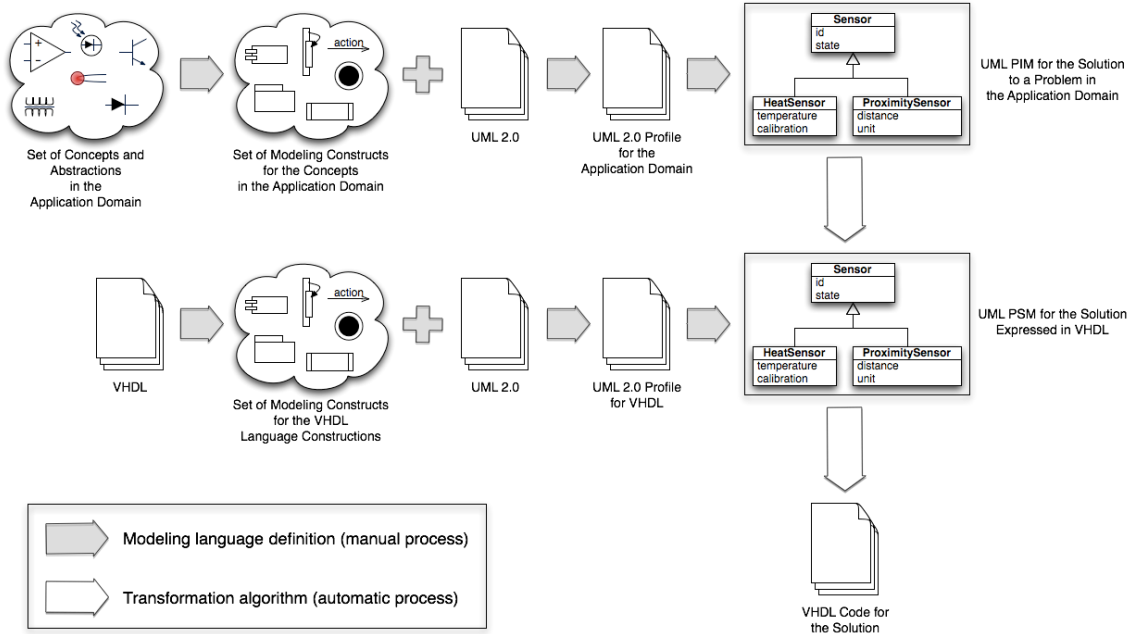 action
Sensor
id
state
HeatSensor
temperature
calibration
ProximitySensor
distance
unit
UML PIM for the Solution
to a Problem in
the Application Domain
Set of Concepts and
Abstractions
in the
Application Domain
Set of Modeling Constructs
for the Concepts
in the Application Domain
UML 2.0
UML 2.0 Profile
for the
Application Domain
action
Sensor
id
state
HeatSensor
temperature
calibration
ProximitySensor
distance
unit
UML PSM for the Solution
Expressed in VHDL
VHDL
Set of Modeling Constructs
for the VHDL
Language Constructions
UML 2.0
UML 2.0 Profile
for VHDL
Modeling language definition (manual process)
Transformation algorithm (automatic process)
VHDL Code for
the Solution